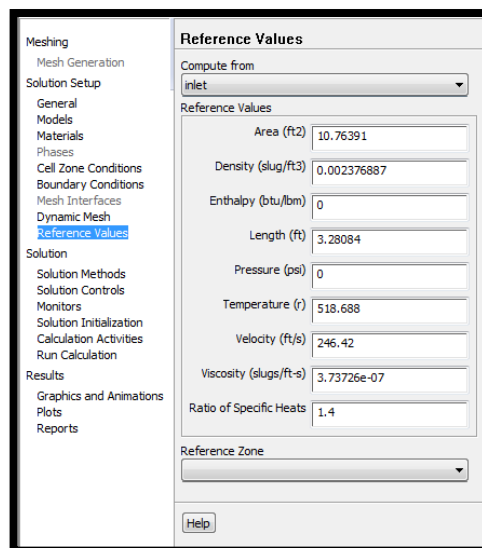 Meshing
Mesh Generation
Solution Setup
General
Models
Materials
Phases
Cell Zone Conditions
Boundary Conditions
Mesh Interfaces
Dynamic Mesh
Reference Values
Solution
Solution Methods
Solution Controls
Monitors
Solution Initialization
Calculation Activities
Run Calculation
Results
Graphics and Animations
Plots
Reports
Reference Values
Compute from
inlet
Reference Values
Area (ft2) 10.76391
Density (slug/ft3) 0.002376887
Enthalpy (btu/lbm) 0
Length (ft) 3.28084
Pressure (psi) 0
Temperature (r) 518.688
Velocity (ft/s) 246.42
Viscosity (slugs/ft-s) 3.73726e-07
Ratio of Specific Heats 1.4
Reference Zone
Help